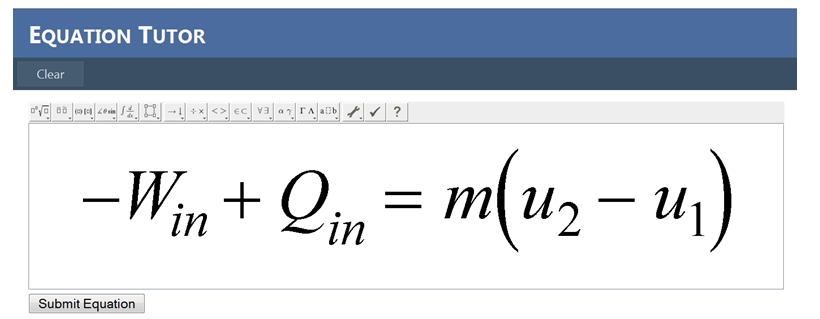 EQUATION TUTOR
Clear
−W_in + Q_in = m(u_2 − u_1)
Submit Equation